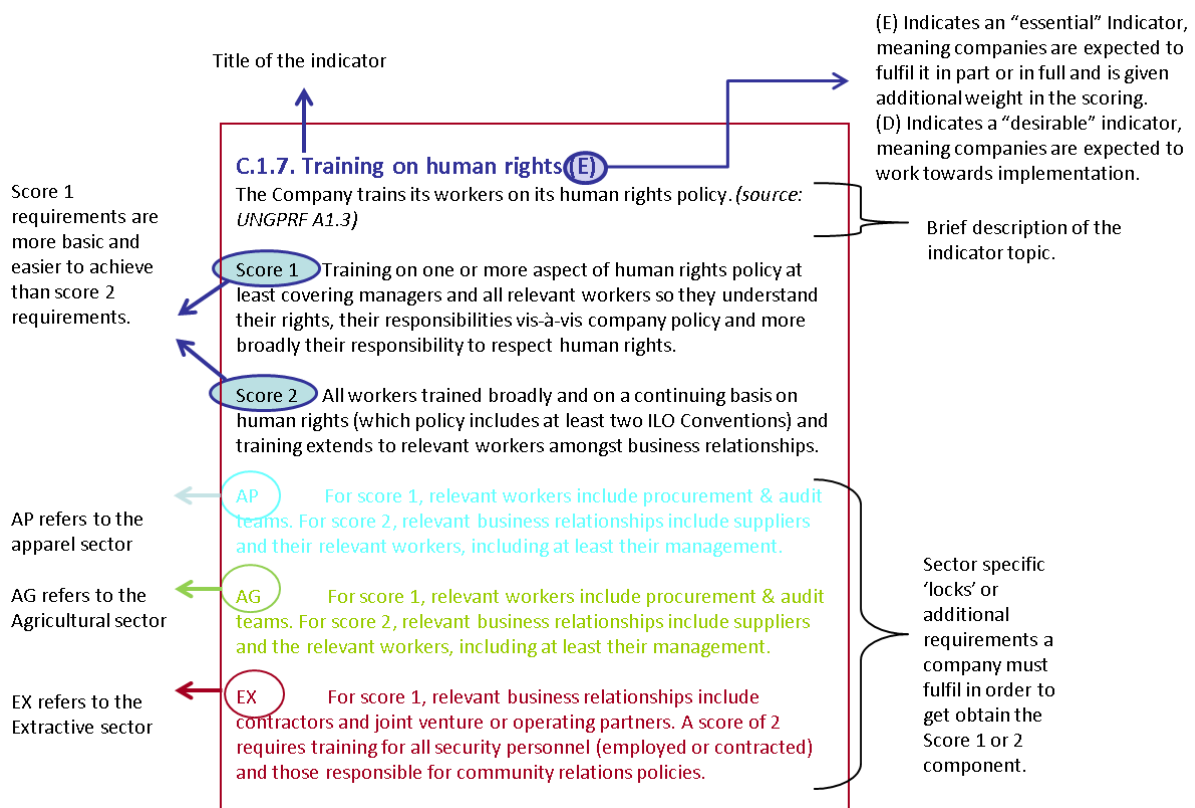 Title of the indicator
(E) Indicates an “essential” Indicator,
meaning companies are expected to
fulfil it in part or in full and is given
additional weight in the scoring.
(D) Indicates a “desirable” indicator,
meaning companies are expected to
work towards implementation.
C.1.7. Training on human rights (E)
The Company trains its workers on its human rights policy. (source:
UNGPRF A1.3)
Brief description of the
indicator topic.
Score 1
requirements are
more basic and
easier to achieve
than score 2
requirements.
Score 1 Training on one or more aspect of human rights policy at
least covering managers and all relevant workers so they understand
their rights, their responsibilities vis-à-vis company policy and more
broadly their responsibility to respect human rights.
Score 2 All workers trained broadly and on a continuing basis on
human rights (which policy includes at least two ILO Conventions) and
training extends to relevant workers amongst business relationships.
AP refers to the
apparel sector
AP For score 1, relevant workers include procurement & audit
teams. For score 2, relevant business relationships include suppliers
and their relevant workers, including at least their management.
AG refers to the
Agricultural sector
AG For score 1, relevant workers include procurement & audit
teams. For score 2, relevant business relationships include suppliers
and the relevant workers, including at least their management.
EX refers to the
Extractive sector
EX For score 1, relevant business relationships include
contractors and joint venture or operating partners. A score of 2
requires training for all security personnel (employed or contracted)
and those responsible for community relations policies.
Sector specific
‘locks’ or
additional
requirements a
company must
fulfil in order to
get obtain the
Score 1 or 2
component.